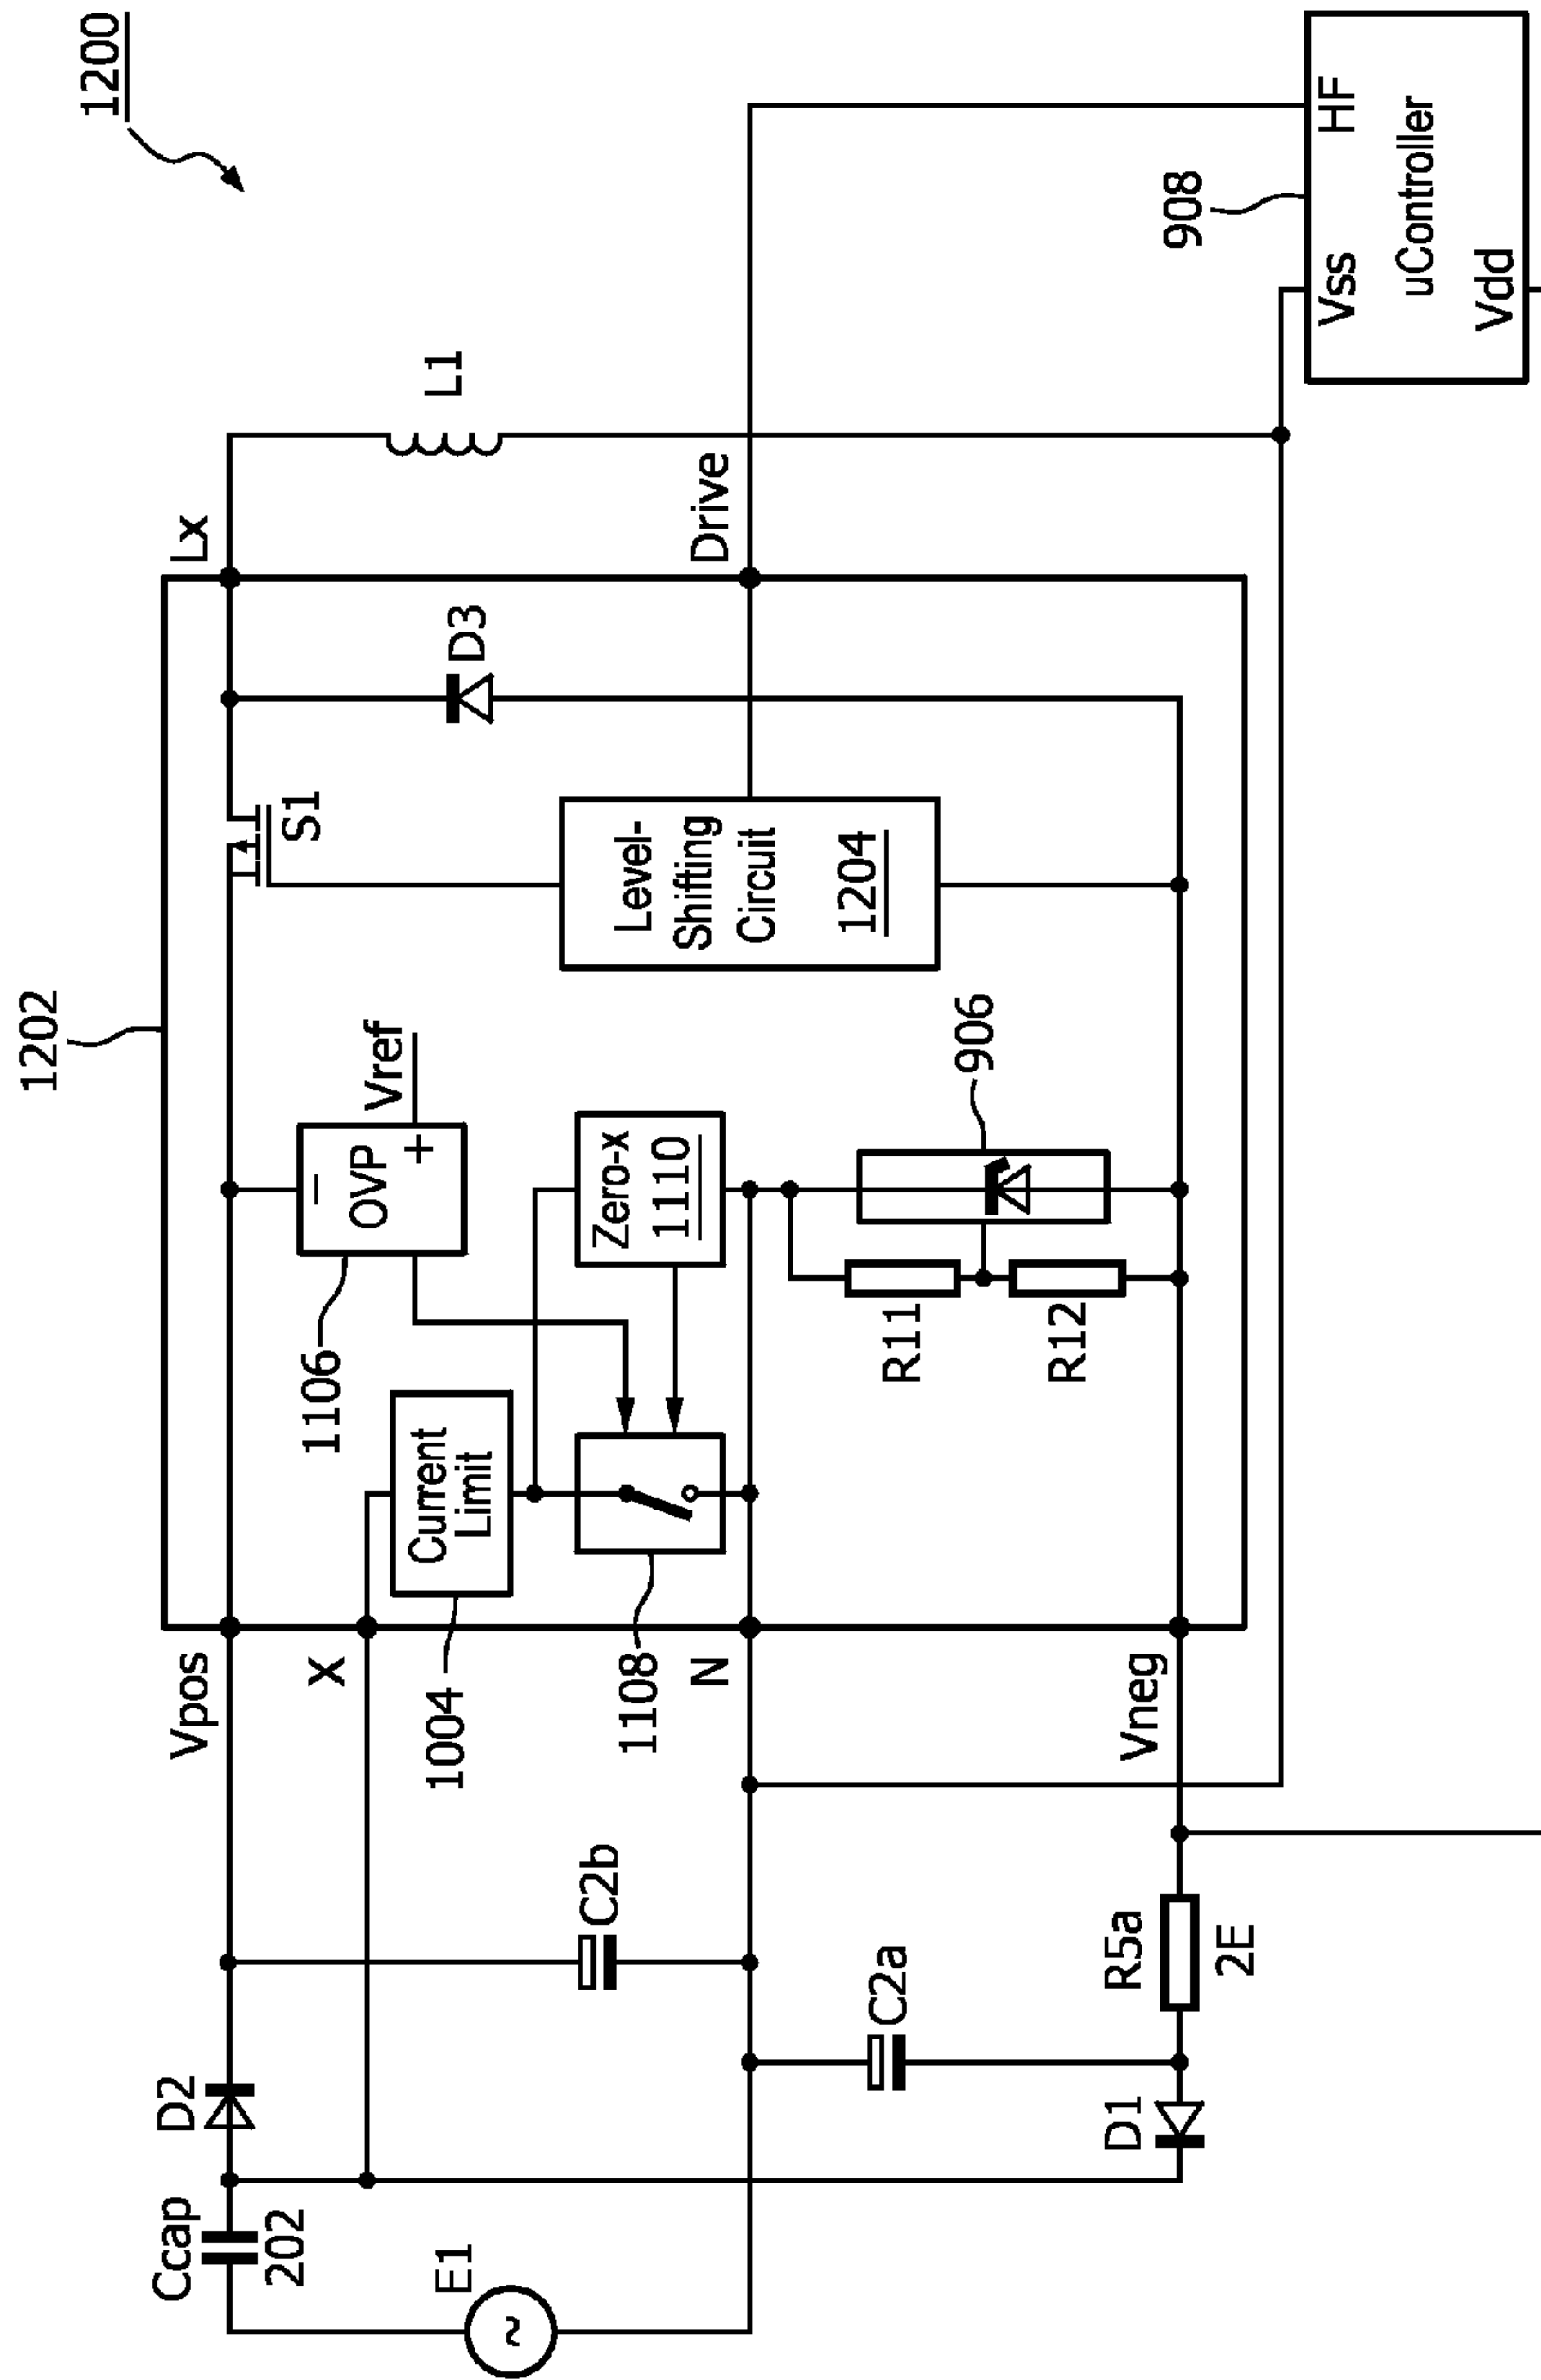 1200
1202
Ccap
202
E1
~
D2
C2b
C2a
D1
R5a
2E
Vpos
X
N
Vneg
1004
Current
Limit
1108
1106
−
OVP
+
Vref
Zero-x
1110
R11
R12
906
S1
Level-
Shifting
Circuit
1204
D3
Lx
Drive
L1
908
Vss
HF
uController
Vdd